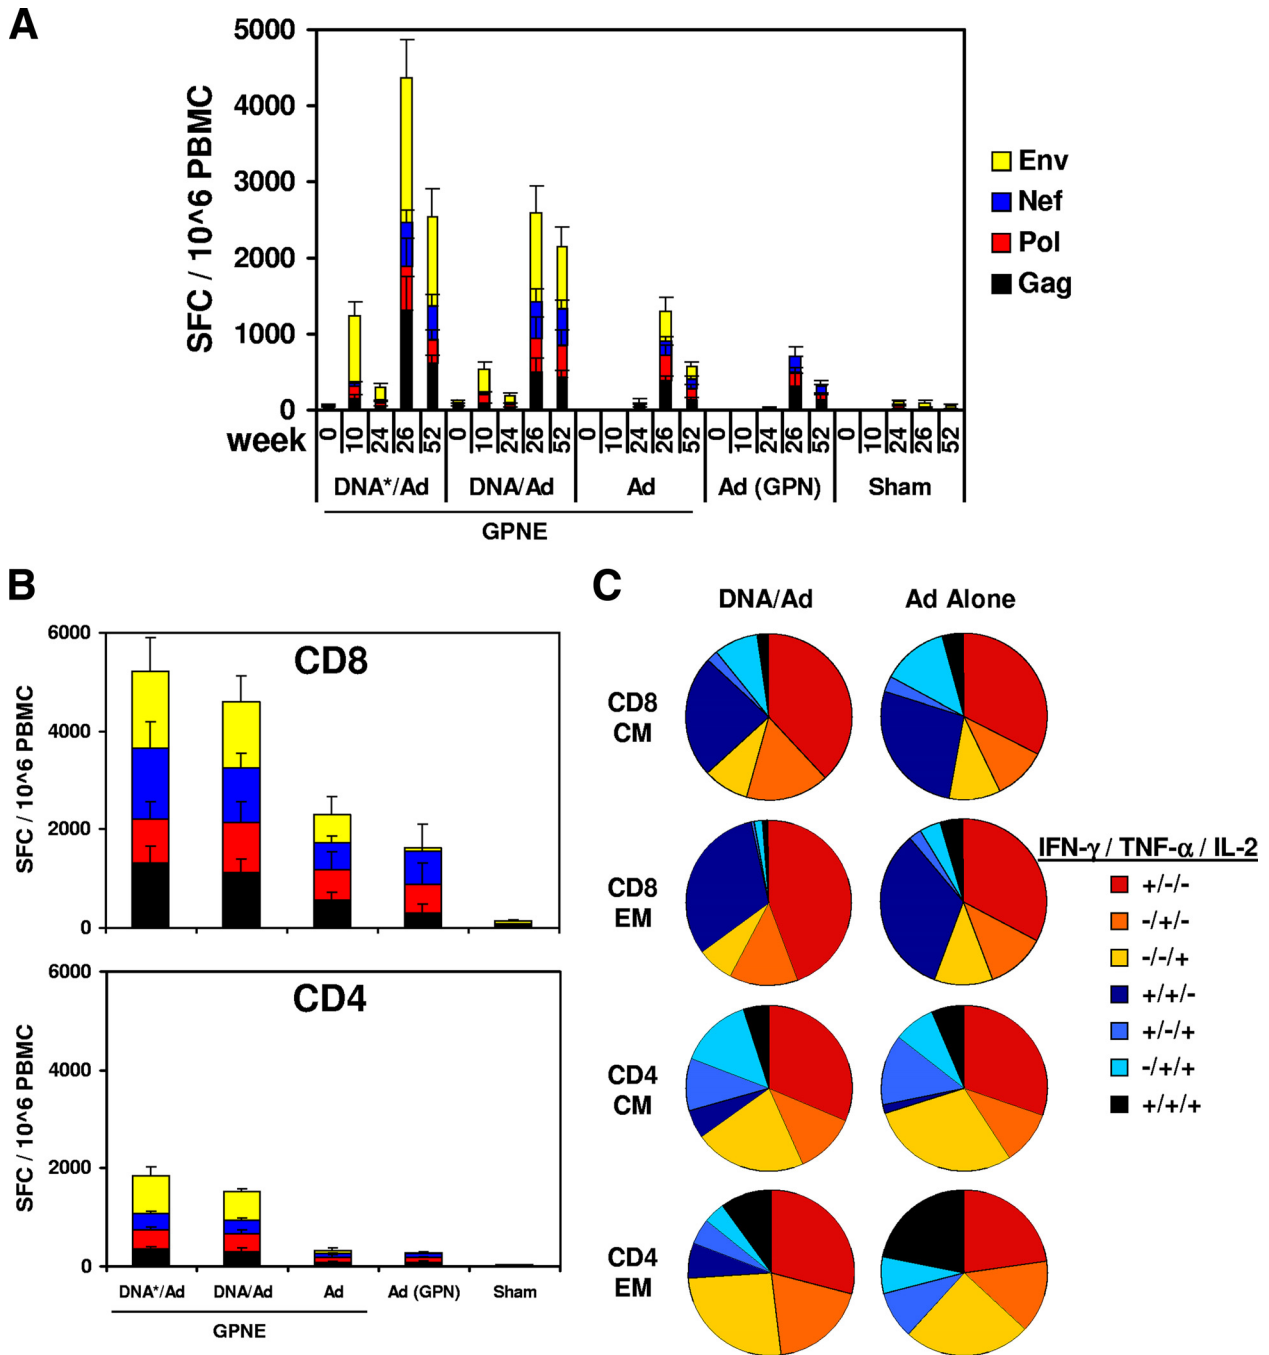 A
5000
4000
3000
2000
1000
0
SFC / 10^6 PBMC
Env
Nef
Pol
Gag
week
0 10 24 26 52 0 10 24 26 52 0 10 24 26 52 0 10 24 26 52 0 10 24 26 52
DNA*/Ad DNA/Ad Ad Ad (GPN) Sham
GPNE
B
6000
4000
2000
0
SFC / 10^6 PBMC
CD8
6000
4000
2000
0
SFC / 10^6 PBMC
CD4
DNA*/Ad DNA/Ad Ad Ad (GPN) Sham
GPNE
C
DNA/Ad Ad Alone
CD8
CM
CD8
EM
CD4
CM
CD4
EM
IFN-γ / TNF-α / IL-2
+/-/-
-/+/-
-/-/+
+/+/-
+/-/+
-/+/+
+/+/+